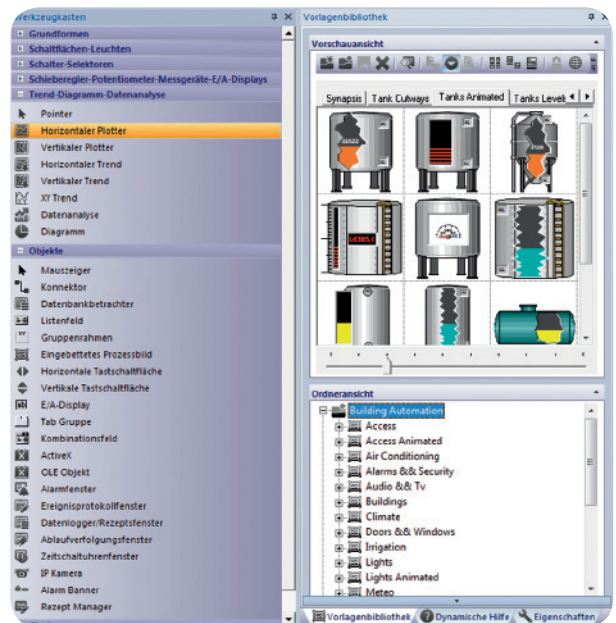 Werkzeugkasten
Grundformen
Schaltflächen-Leuchten
Schalter-Selektoren
Schieberegler-Potentiometer-Messgeräte-E/A-Displays
Trend-Diagramm-Datenanalyse
Pointer
Horizontaler Plotter
Vertikaler Plotter
Horizontaler Trend
Vertikaler Trend
XY Trend
Datenanalyse
Diagramm
Objekte
Mauszeiger
Konnektor
Datenbankbetrachter
Listenfeld
Gruppenrahmen
Eingebettetes Prozessbild
Horizontale Tastschaltfläche
Vertikale Tastschaltfläche
E/A-Display
Tab Gruppe
Kombinationsfeld
ActiveX
OLE Objekt
Alarmfenster
Ereignisprotokollfenster
Datenlogger/Rezeptsfenster
Ablaufverfolgungsfenster
Zeitschaltuhrenfenster
IP Kamera
Alarm Banner
Rezept Manager
Vorlagenbibliothek
Vorschauansicht
Synapsis Tank Cutways Tanks Animated Tanks Levels
Ordneransicht
Building Automation
Access
Access Animated
Air Conditioning
Alarms && Security
Audio && Tv
Buildings
Climate
Doors && Windows
Irrigation
Lights
Lights Animated
Meteo
Vorlagenbibliothek Dynamische Hilfe Eigenschaften